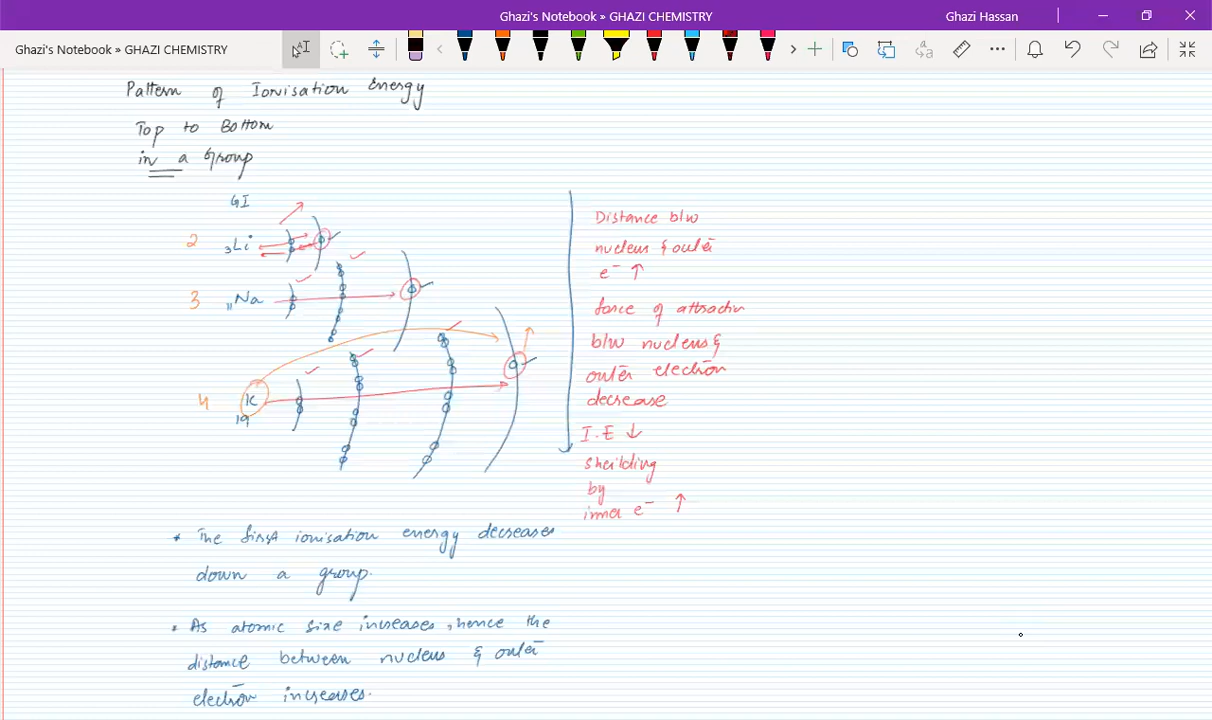 Ghazi's Notebook » GHAZI CHEMISTRY
Ghazi Hassan
Ghazi's Notebook » GHAZI CHEMISTRY
Pattern of Ionisation Energy
Top to Bottom
in a Group
GI
2 3Li
3 11Na
4 K
19
Distance b/w
nucleus & outer
e- ↑
force of attraction
b/w nucleus &
outer electron
decrease
I.E ↓
sheilding
by
inner e- ↑
* The first ionisation energy decreases
down a group.
* As atomic size increases, hence the
distance between nucleus & outer
electron increases.